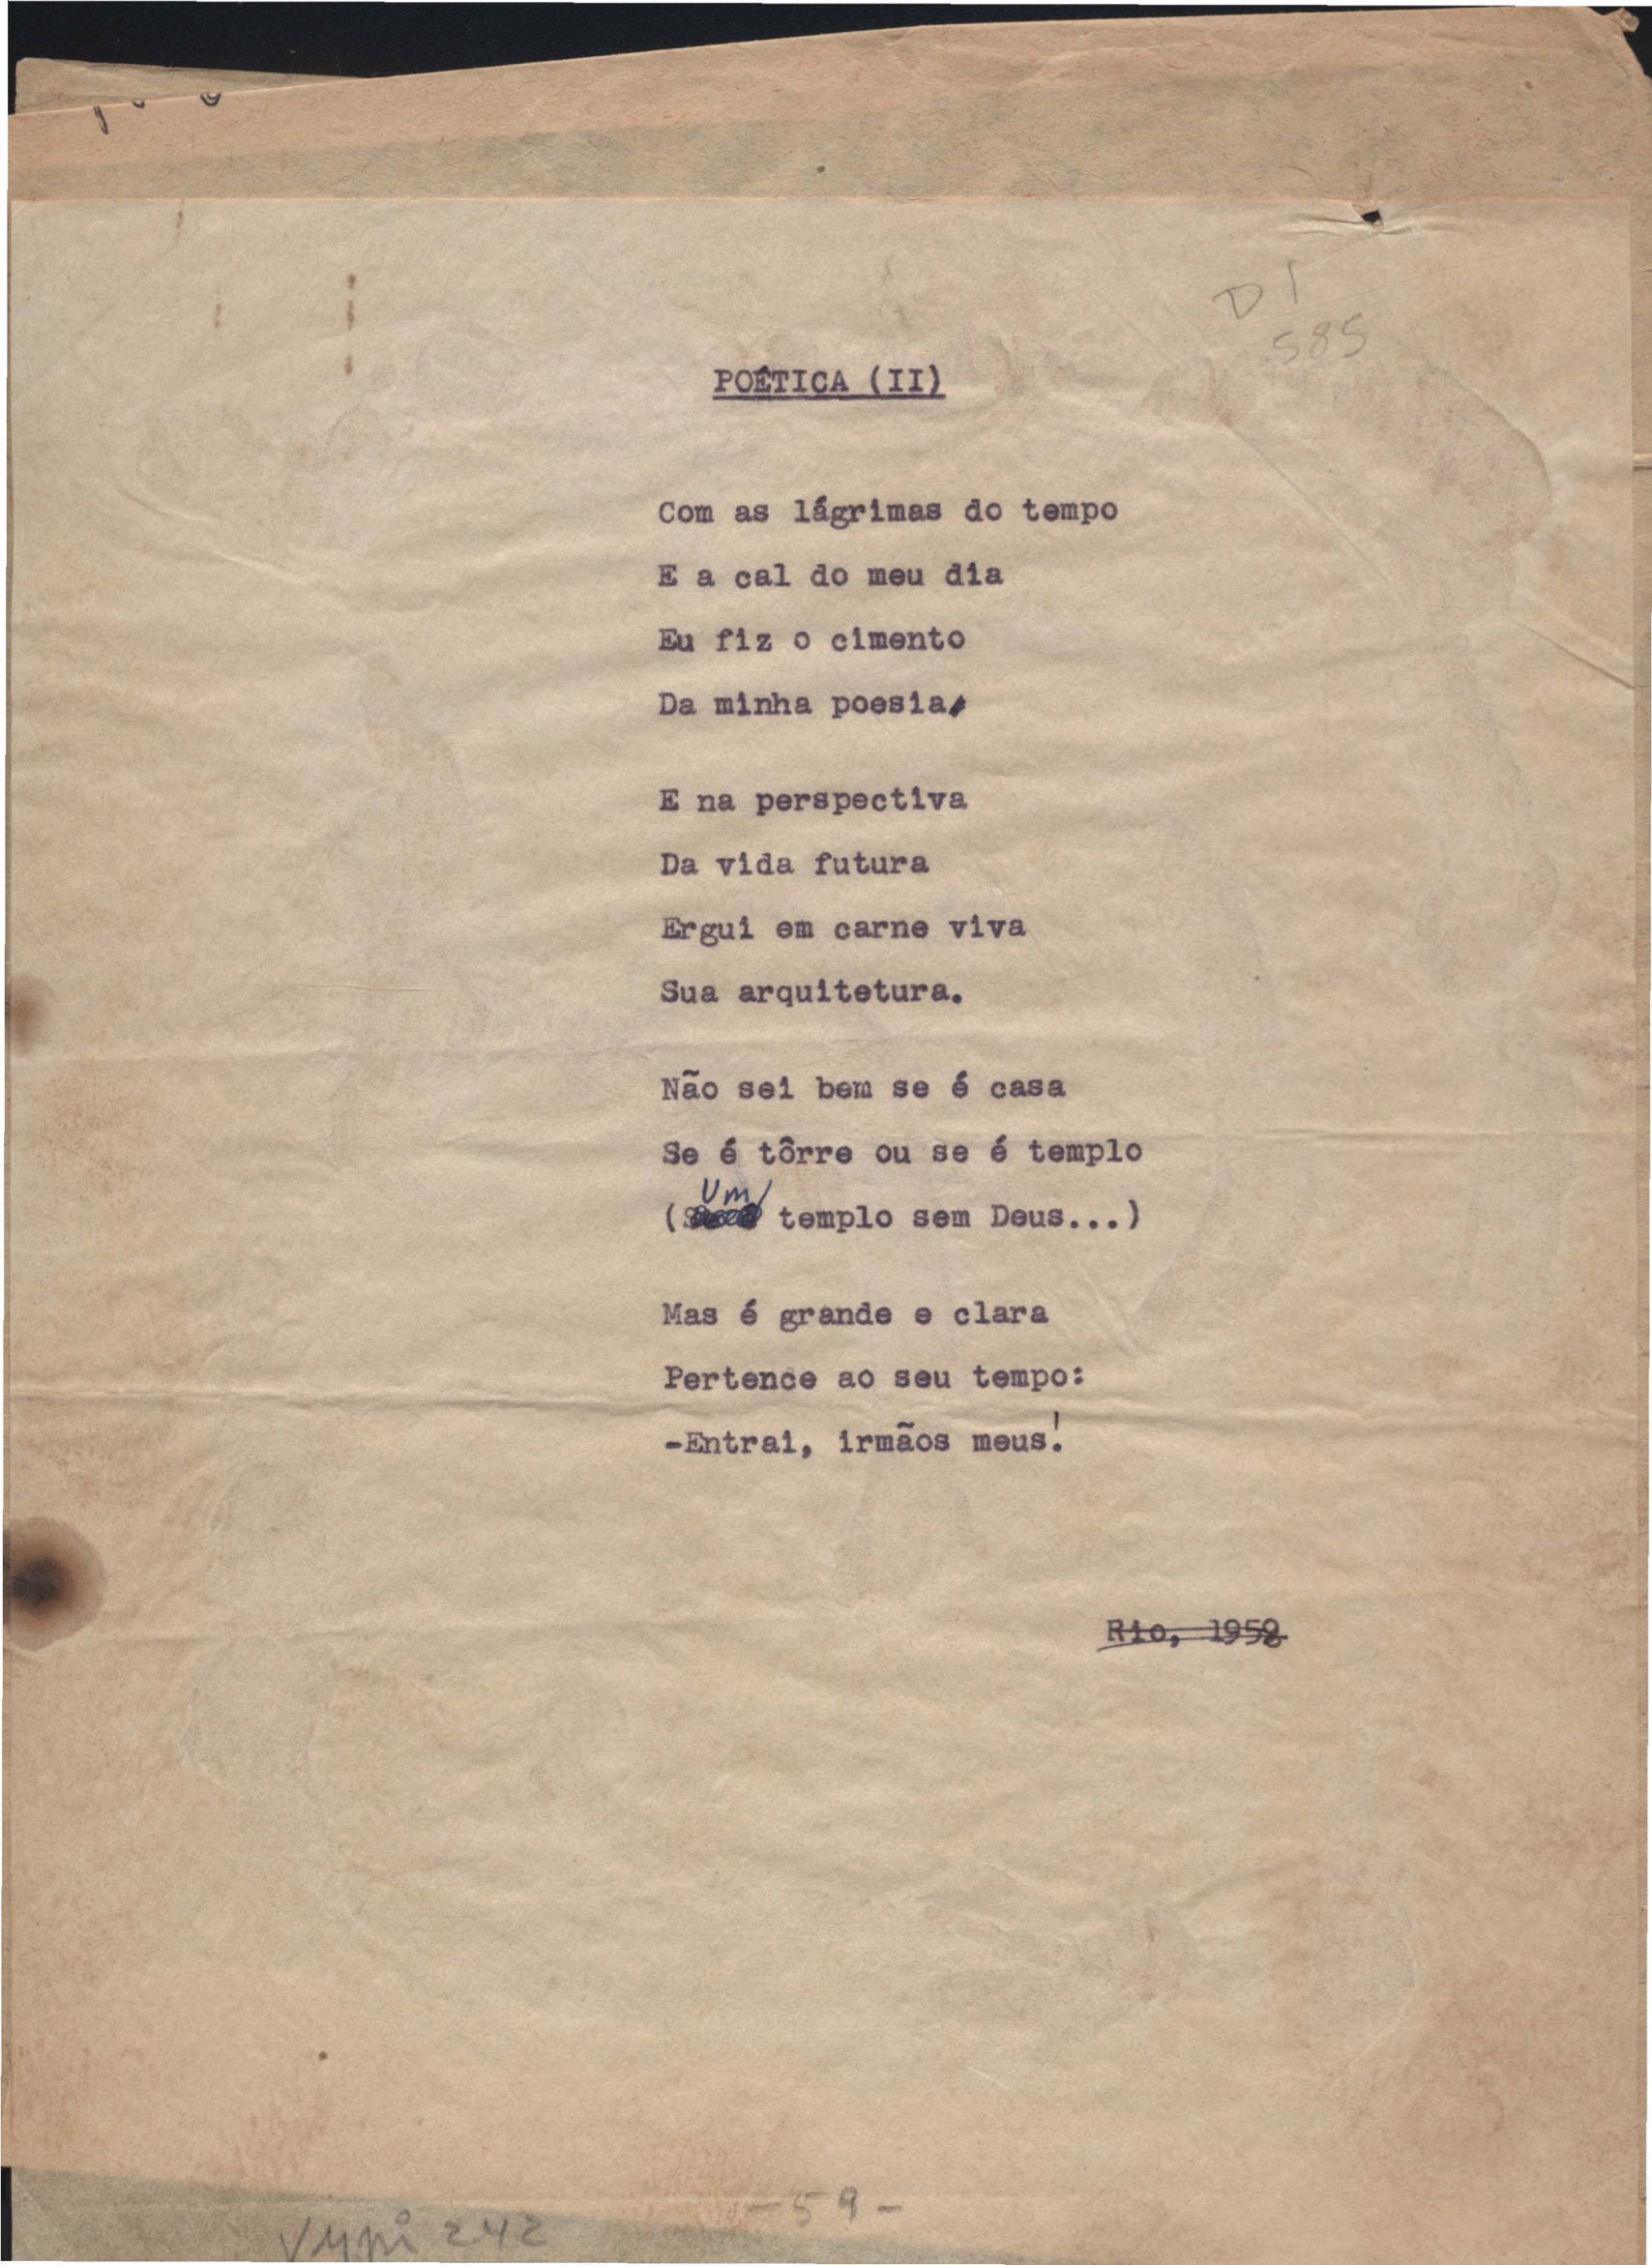 D 1
585
POÉTICA (II)
Com as lágrimas do tempo
E a cal do meu dia
Eu fiz o cimento
Da minha poesia,
E na perspectiva
Da vida futura
Ergui em carne viva
Sua arquitetura.
Não sei bem se é casa
Se é tôrre ou se é templo
Um
( templo sem Deus...)
Mas é grande e clara
Pertence ao seu tempo:
-Entrai, irmãos meus!
Rio, 1959
-59-
242